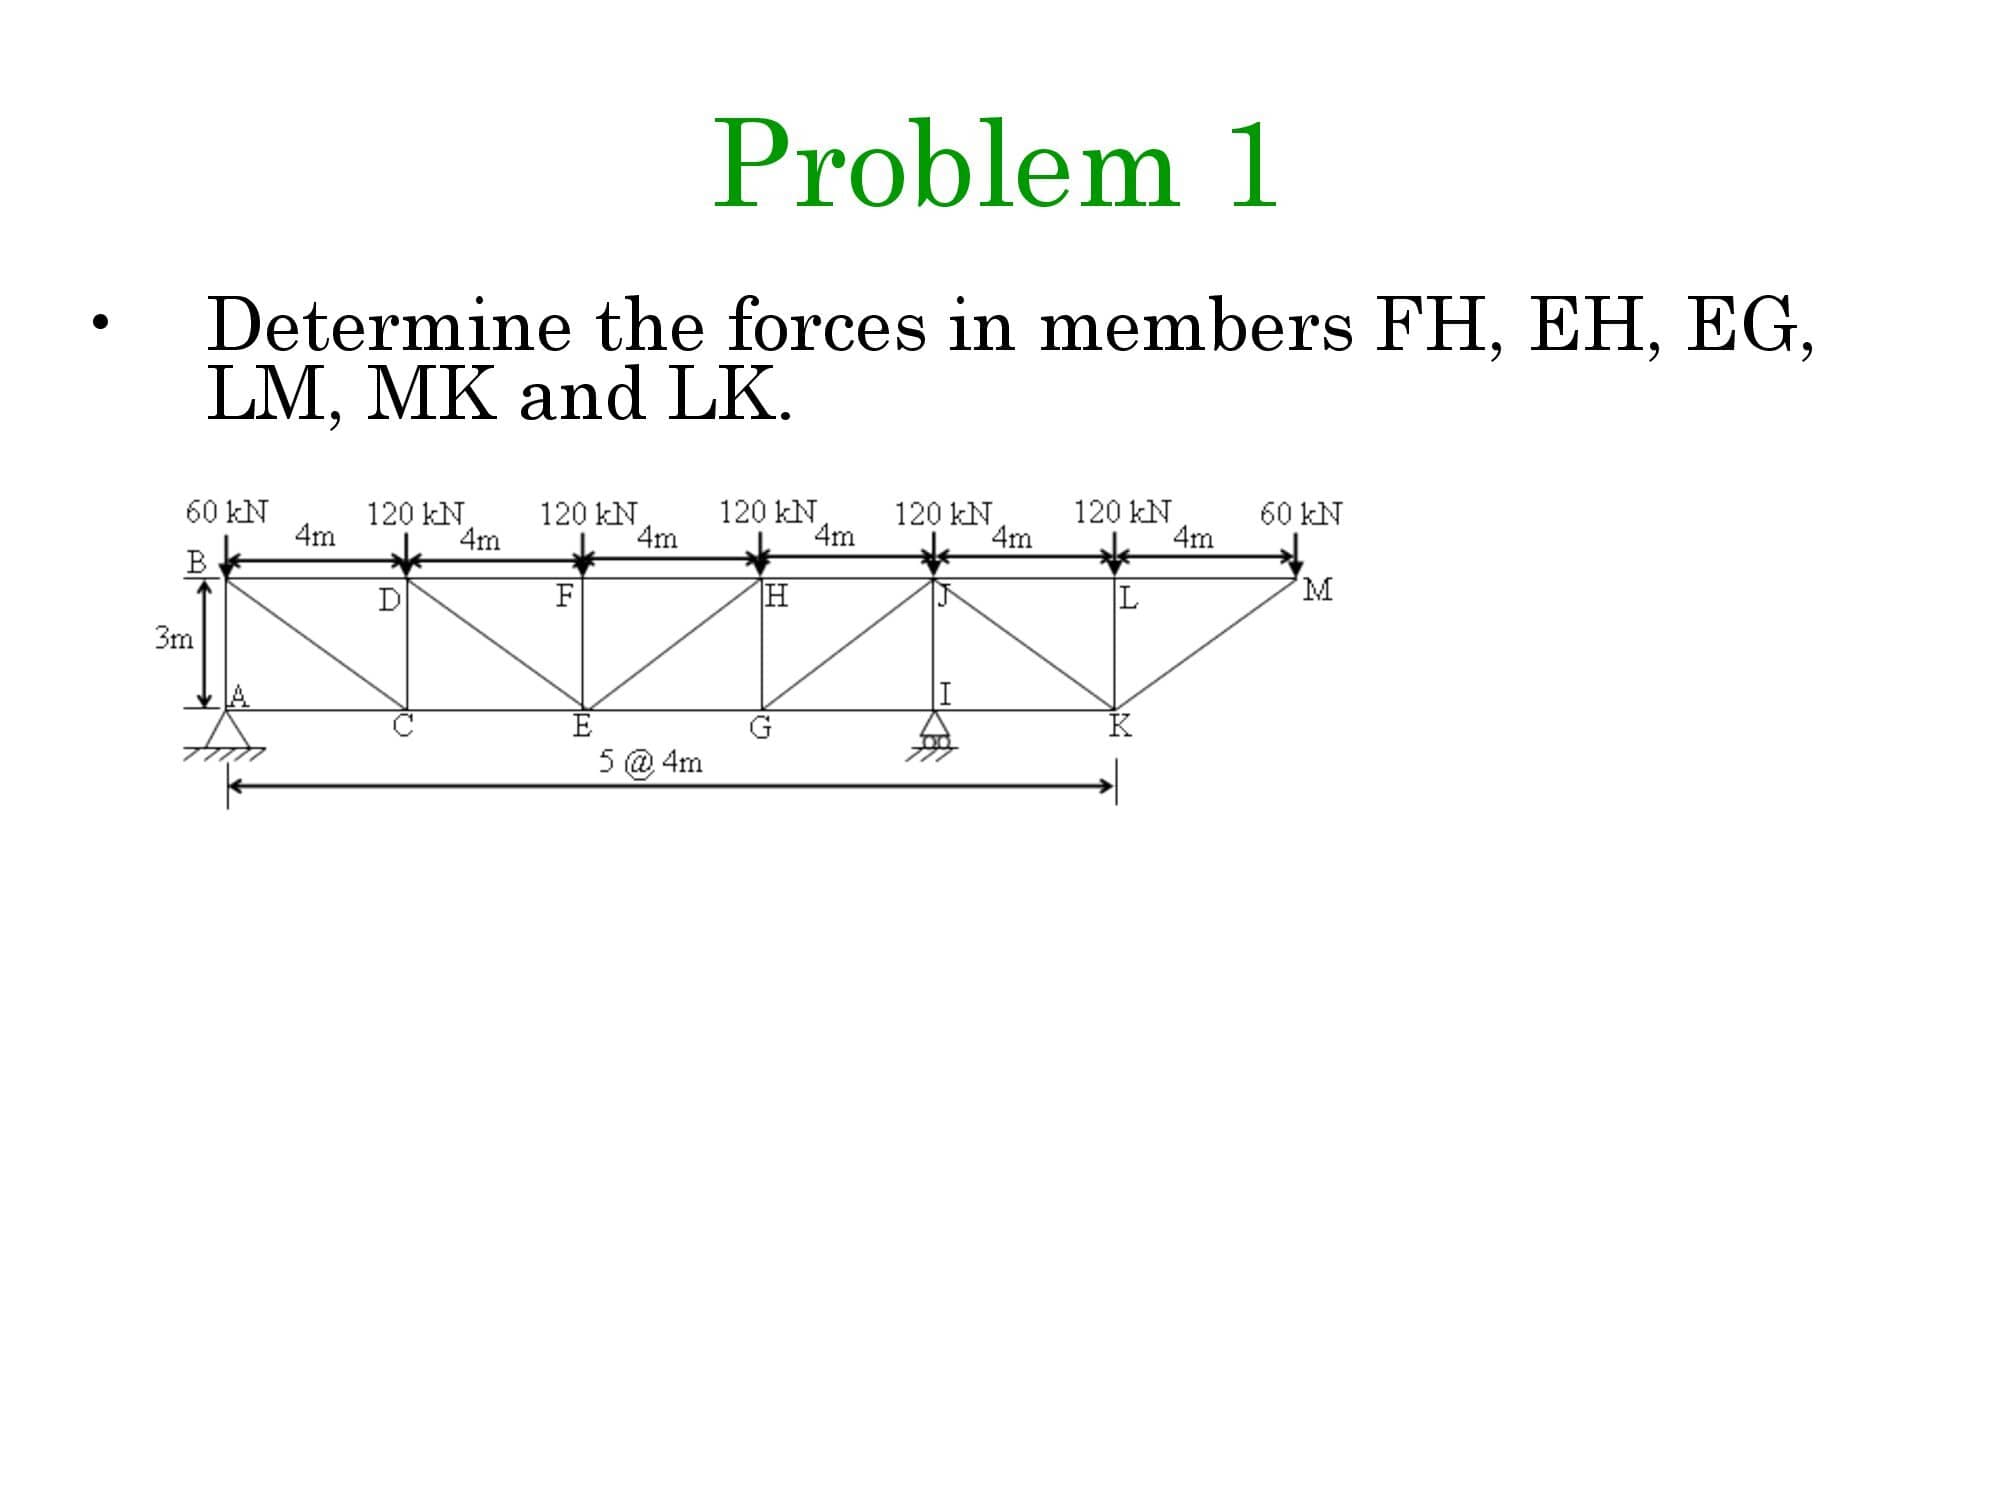 Problem 1
• Determine the forces in members FH, EH, EG,
LM, MK and LK.
60 kN 120 kN 120 kN 120 kN 120 kN 120 kN 60 kN
4m 4m 4m 4m 4m 4m
B D F H J L M
3m
A C E G I K
5 @ 4m